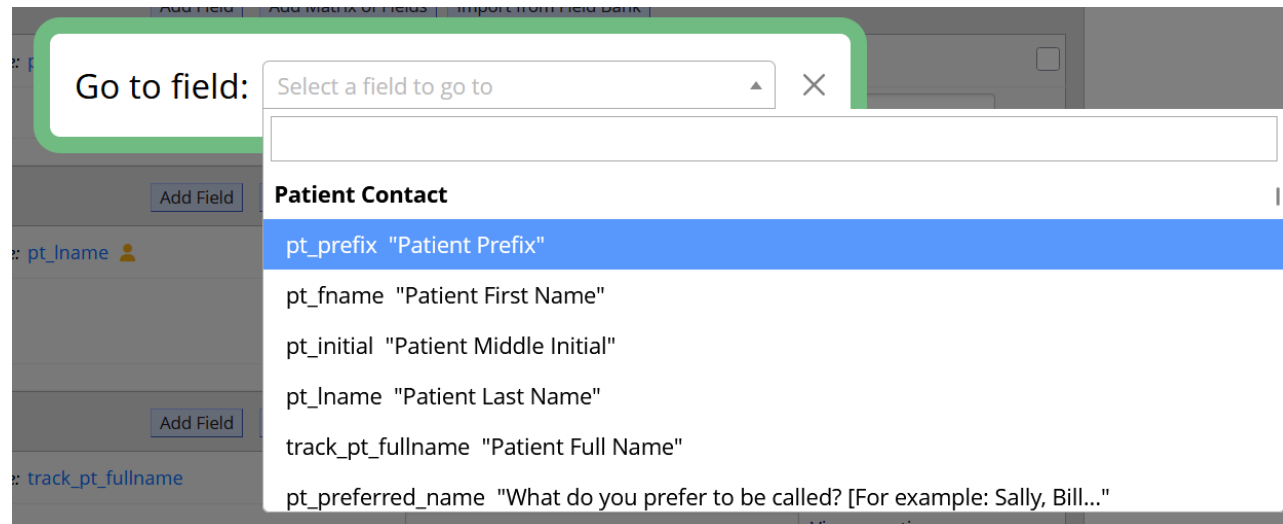 Add Field Add Matrix of Fields Import from Field Bank
Go to field: Select a field to go to
Add Field
Patient Contact
pt_prefix "Patient Prefix"
pt_lname
pt_fname "Patient First Name"
pt_initial "Patient Middle Initial"
pt_lname "Patient Last Name"
Add Field
track_pt_fullname "Patient Full Name"
track_pt_fullname
pt_preferred_name "What do you prefer to be called? [For example: Sally, Bill..."